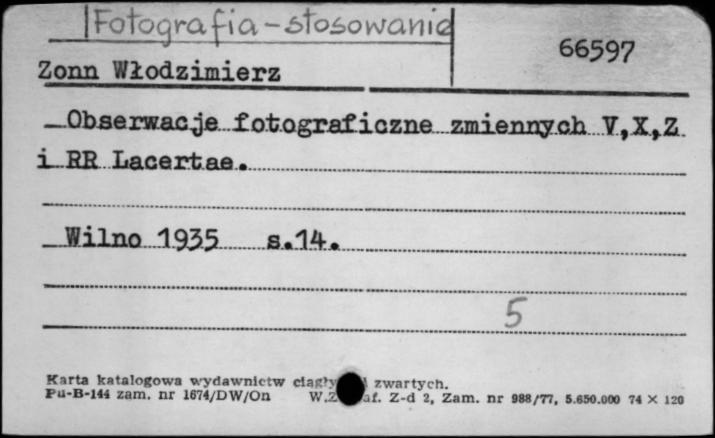 Fotografia-stosowanie
66597
Zonn Włodzimierz
Obserwacje fotograficzne zmiennych V,X,Z
i RR Lacertae.
Wilno 1935 s.14.
5
Karta katalogowa wydawnictw zwartych.
Pu-B-144 zam. nr 1674/DW/On W.Z. Z-d 2, Zam. nr 988/77, 5.650.000 74 × 120